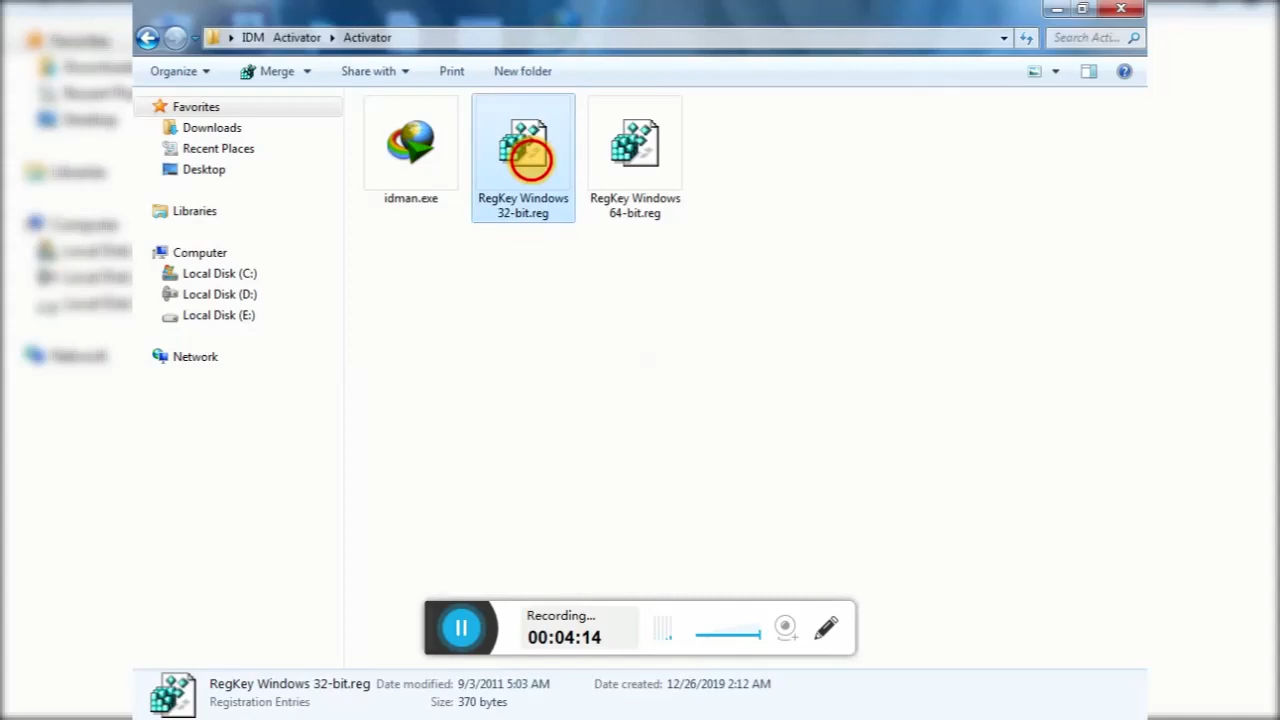 IDM Activator Activator
Search Acti...
Organize Merge Share with Print New folder
Favorites
Downloads
Recent Places
Desktop
Libraries
Computer
Local Disk (C:)
Local Disk (D:)
Local Disk (E:)
Network
idman.exe
RegKey Windows
32-bit.reg
RegKey Windows
64-bit.reg
Recording...
00:04:14
RegKey Windows 32-bit.reg Date modified: 9/3/2011 5:03 AM Date created: 12/26/2019 2:12 AM
Registration Entries Size: 370 bytes